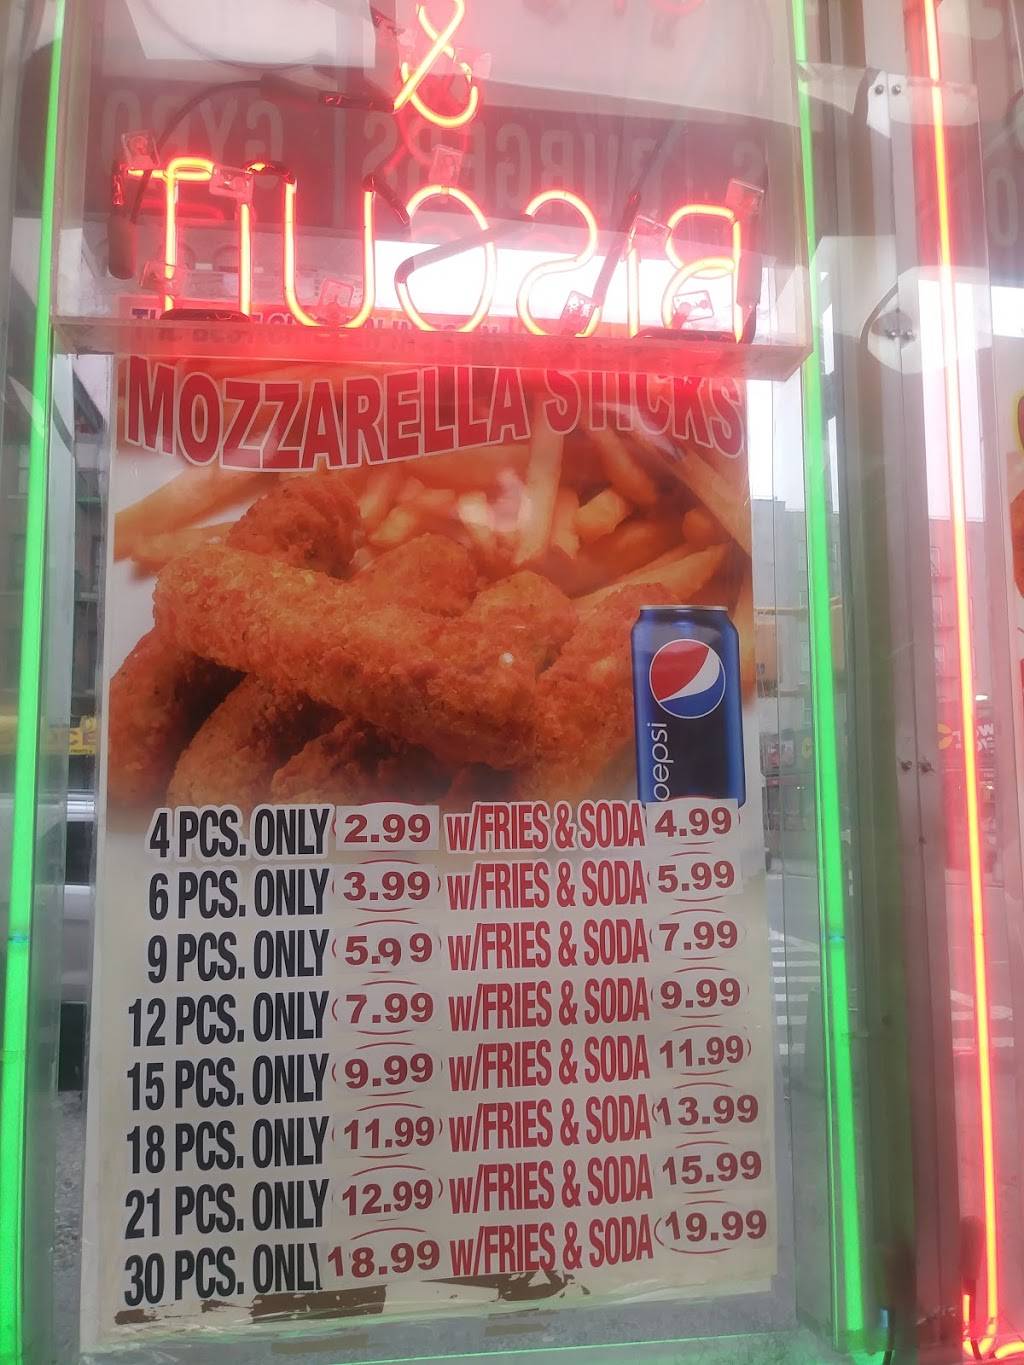 &
BISCUIT
MOZZARELLA STICKS
pepsi
4 PCS. ONLY 2.99 w/FRIES & SODA 4.99
6 PCS. ONLY 3.99 w/FRIES & SODA 5.99
9 PCS. ONLY 5.99 w/FRIES & SODA 7.99
12 PCS. ONLY 7.99 w/FRIES & SODA 9.99
15 PCS. ONLY 9.99 w/FRIES & SODA 11.99
18 PCS. ONLY 11.99 w/FRIES & SODA 13.99
21 PCS. ONLY 12.99 w/FRIES & SODA 15.99
30 PCS. ONLY 18.99 w/FRIES & SODA 19.99